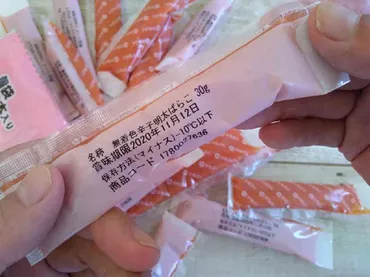 名称 無着色辛子明太ばらこ 30g
賞味期限2020年11月12日
保存方法(マイナス)-10℃以下
商品コード 1780027636